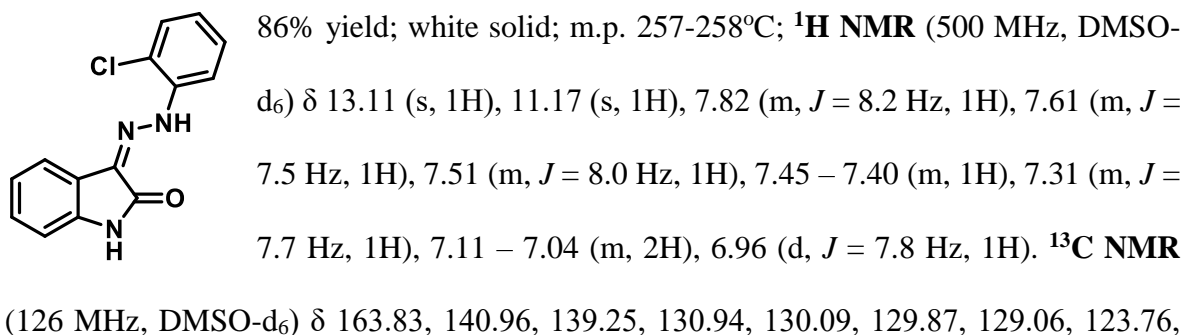 86% yield; white solid; m.p. 257-258ºC; ¹H NMR (500 MHz, DMSO-
d₆) δ 13.11 (s, 1H), 11.17 (s, 1H), 7.82 (m, J = 8.2 Hz, 1H), 7.61 (m, J =
7.5 Hz, 1H), 7.51 (m, J = 8.0 Hz, 1H), 7.45 – 7.40 (m, 1H), 7.31 (m, J =
7.7 Hz, 1H), 7.11 – 7.04 (m, 2H), 6.96 (d, J = 7.8 Hz, 1H). ¹³C NMR
(126 MHz, DMSO-d₆) δ 163.83, 140.96, 139.25, 130.94, 130.09, 129.87, 129.06, 123.76,
Cl
N
NH
O
N
H